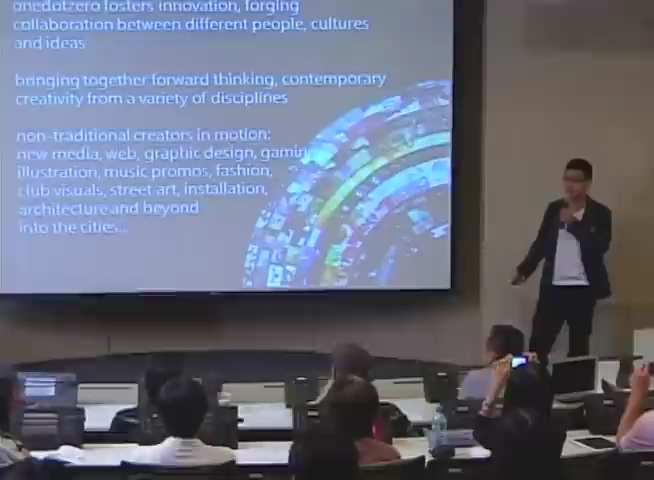 onedotzero fosters innovation, forging
collaboration between different people, cultures
and ideas
bringing together forward thinking, contemporary
creativity from a variety of disciplines
non-traditional creators in motion:
new media, web, graphic design, gamin
illustration, music promos, fashion,
club visuals, street art, installation,
architecture and beyond
into the cities...